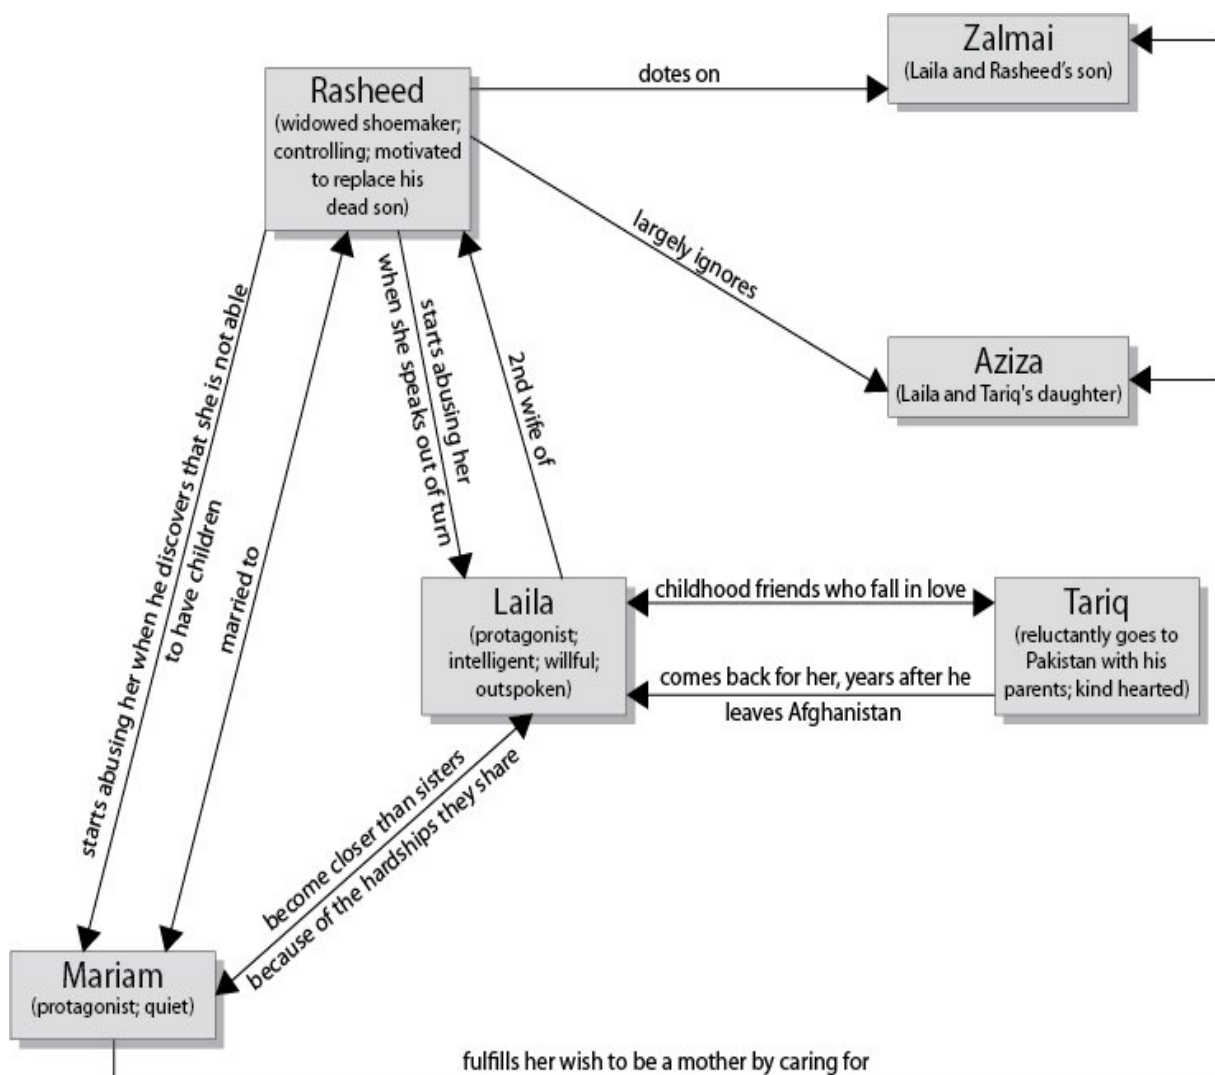 Zalmai
(Laila and Rasheed's son)
dotes on
Rasheed
(widowed shoemaker;
controlling; motivated
to replace his
dead son)
largely ignores
Aziza
(Laila and Tariq's daughter)
starts abusing her when he discovers that she is not able
to have children
married to
starts abusing her
when she speaks out of turn
2nd wife of
Laila
(protagonist;
intelligent; willful;
outspoken)
childhood friends who fall in love
comes back for her, years after he
leaves Afghanistan
Tariq
(reluctantly goes to
Pakistan with his
parents; kind hearted)
become closer than sisters
because of the hardships they share
Mariam
(protagonist; quiet)
fulfills her wish to be a mother by caring for